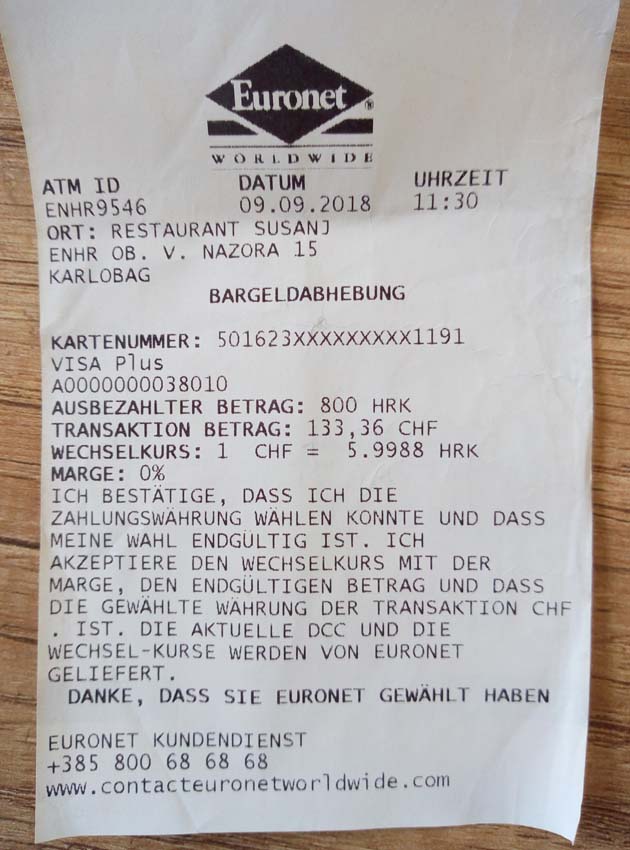 Euronet ®
WORLDWIDE
ATM ID DATUM UHRZEIT
ENHR9546 09.09.2018 11:30
ORT: RESTAURANT SUSANJ
ENHR OB. V. NAZORA 15
KARLOBAG
BARGELDABHEBUNG
KARTENUMMER: 501623XXXXXXXXX1191
VISA Plus
A0000000038010
AUSBEZAHLTER BETRAG: 800 HRK
TRANSAKTION BETRAG: 133,36 CHF
WECHSELKURS: 1 CHF = 5.9988 HRK
MARGE: 0%
ICH BESTÄTIGE, DASS ICH DIE
ZAHLUNGSWÄHRUNG WÄHLEN KONNTE UND DASS
MEINE WAHL ENDGÜLTIG IST. ICH
AKZEPTIERE DEN WECHSELKURS MIT DER
MARGE, DEN ENDGÜLTIGEN BETRAG UND DASS
DIE GEWÄHLTE WÄHRUNG DER TRANSAKTION CHF
. IST. DIE AKTUELLE DCC UND DIE
WECHSEL-KURSE WERDEN VON EURONET
GELIEFERT.
DANKE, DASS SIE EURONET GEWÄHLT HABEN
EURONET KUNDENDIENST
+385 800 68 68 68
www.contacteuronetworldwide.com